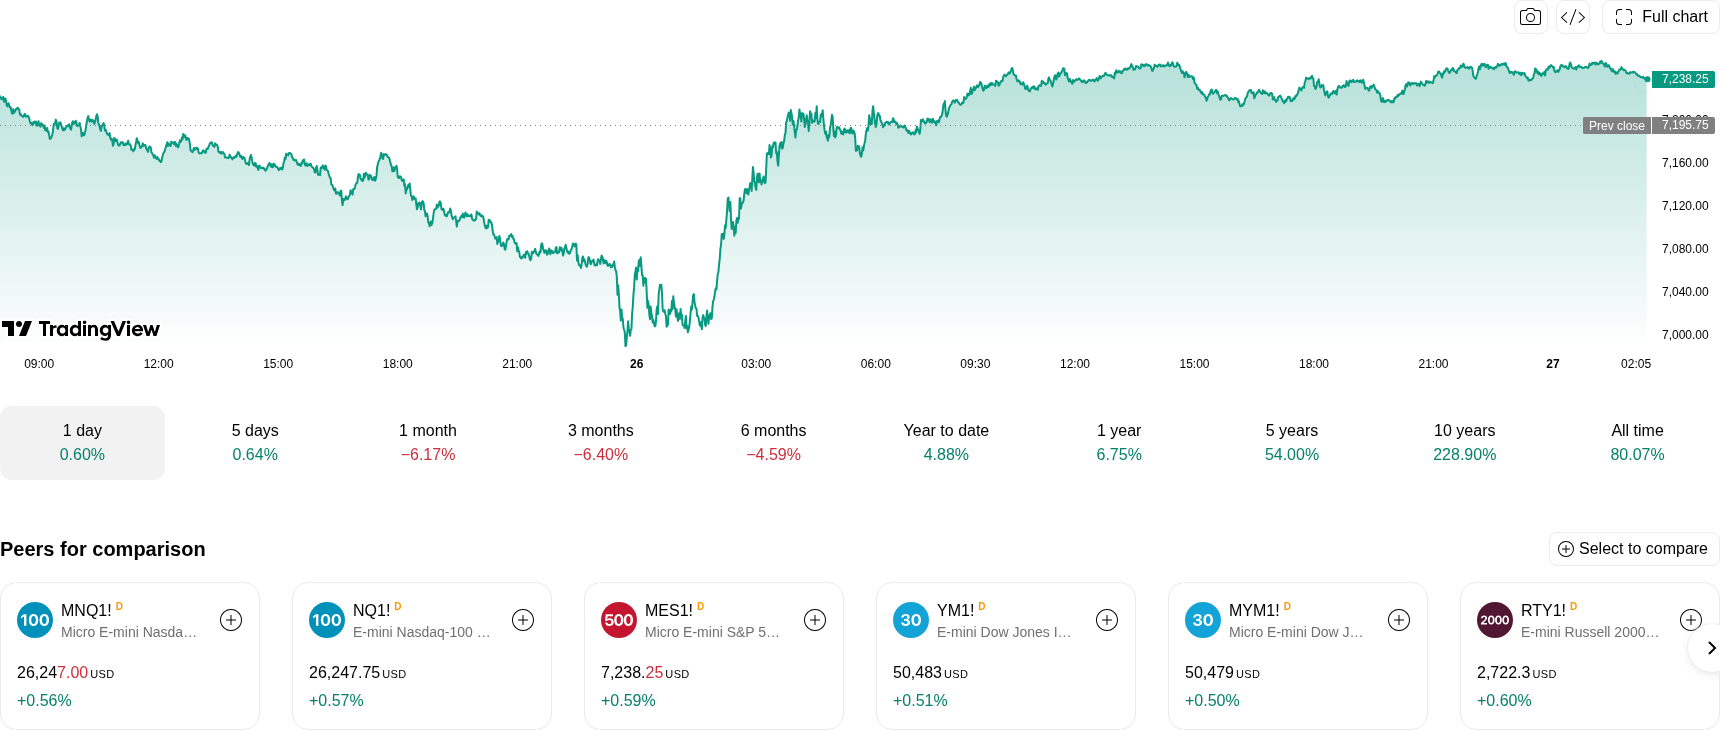 Full chart
7,238.25
Prev close 7,195.75
7,160.00
7,120.00
7,080.00
7,040.00
7,000.00
TradingView
09:00 12:00 15:00 18:00 21:00 26 03:00 06:00 09:30 12:00 15:00 18:00 21:00 27 02:05
1 day 5 days 1 month 3 months 6 months Year to date 1 year 5 years 10 years All time
0.60% 0.64% −6.17% −6.40% −4.59% 4.88% 6.75% 54.00% 228.90% 80.07%
Peers for comparison
Select to compare
100 MNQ1! D
Micro E-mini Nasda…
26,247.00 USD
+0.56%
100 NQ1! D
E-mini Nasdaq-100 …
26,247.75 USD
+0.57%
500 MES1! D
Micro E-mini S&P 5…
7,238.25 USD
+0.59%
30 YM1! D
E-mini Dow Jones I…
50,483 USD
+0.51%
30 MYM1! D
Micro E-mini Dow J…
50,479 USD
+0.50%
2000 RTY1! D
E-mini Russell 2000…
2,722.3 USD
+0.60%